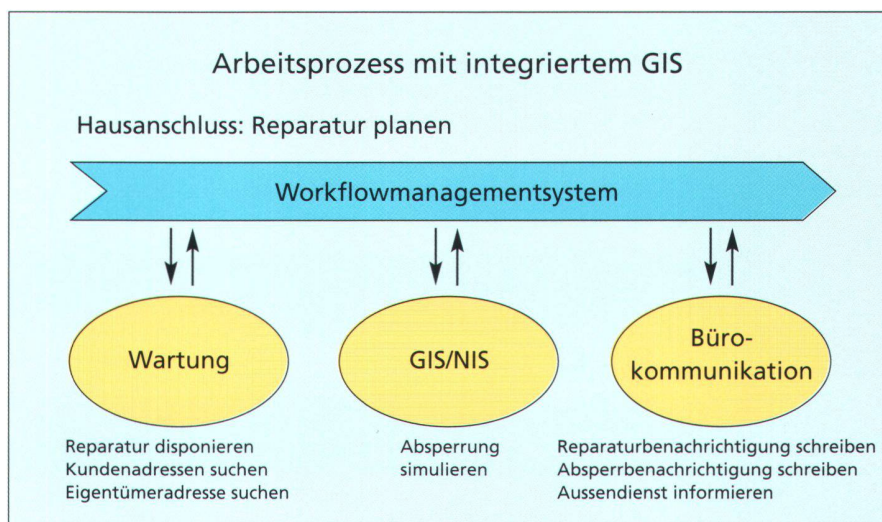 Arbeitsprozess mit integriertem GIS
Hausanschluss: Reparatur planen
Workflowmanagementsystem
Wartung
GIS/NIS
Büro-
kommunikation
Reparatur disponieren
Kundenadressen suchen
Eigentümeradresse suchen
Absperrung
simulieren
Reparaturbenachrichtigung schreiben
Absperrbenachrichtigung schreiben
Aussendienst informieren